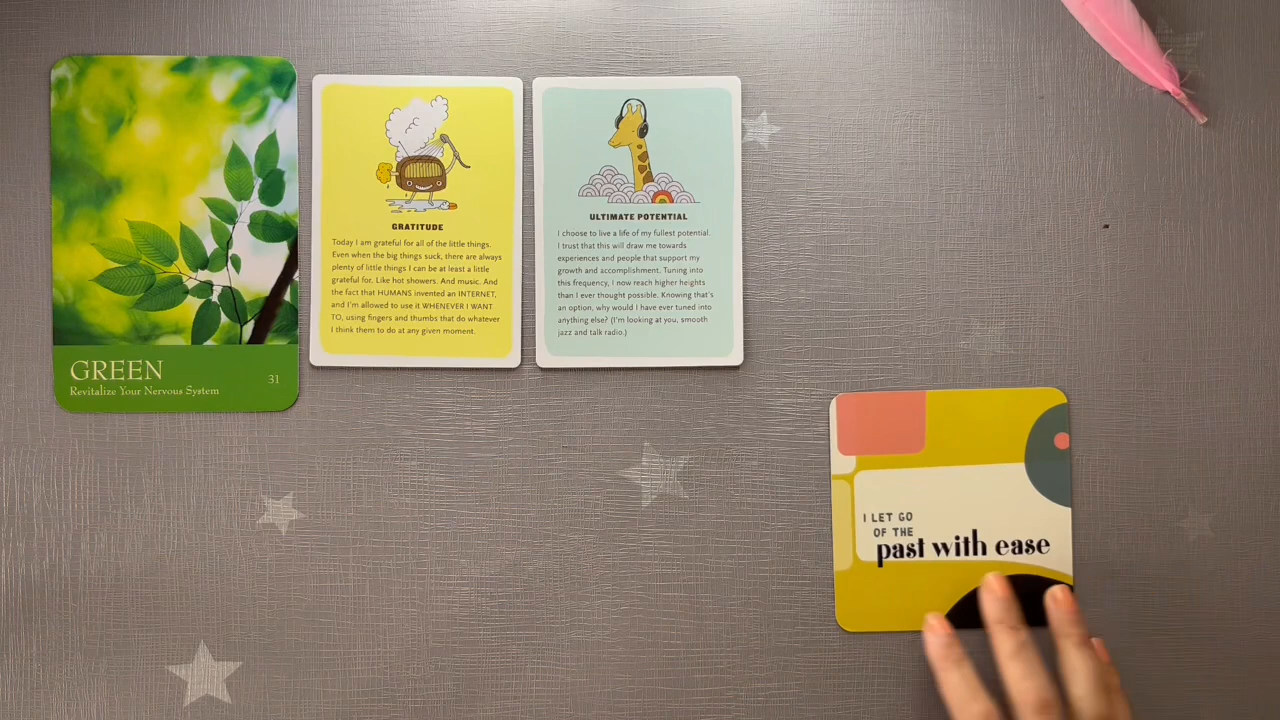 GREEN
Revitalize Your Nervous System
31
GRATITUDE
Today I am grateful for all of the little things.
Even when the big things suck, there are always
plenty of little things I can be at least a little
grateful for. Like hot showers. And music. And
the fact that HUMANS invented an INTERNET,
and I'm allowed to use it WHENEVER I WANT
TO, using fingers and thumbs that do whatever
I think them to do at any given moment.
ULTIMATE POTENTIAL
I choose to live a life of my fullest potential.
I trust that this will draw me towards
experiences and people that support my
growth and accomplishment. Tuning into
this frequency, I now reach higher heights
than I ever thought possible. Knowing that's
an option, why would I have ever tuned into
anything else? (I'm looking at you, smooth
jazz and talk radio.)
I LET GO
OF THE
past with ease